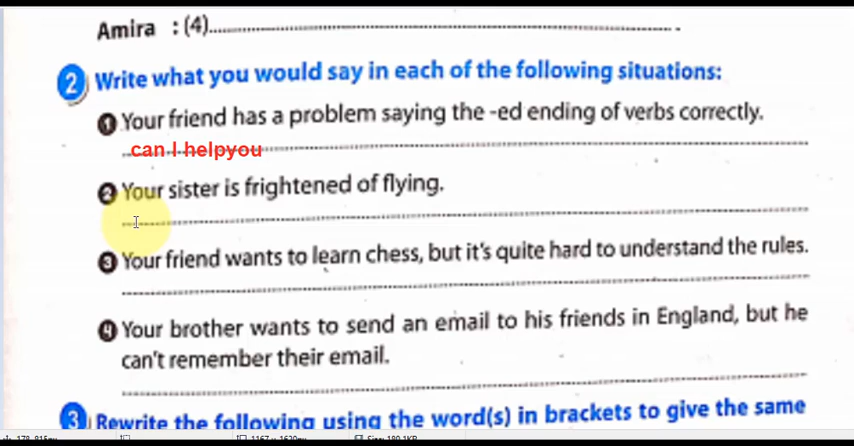 Amira : (4)
2 Write what you would say in each of the following situations:
1 Your friend has a problem saying the -ed ending of verbs correctly.
can I helpyou
2 Your sister is frightened of flying.
3 Your friend wants to learn chess, but it's quite hard to understand the rules.
4 Your brother wants to send an email to his friends in England, but he
can't remember their email.
3 Rewrite the following using the word(s) in brackets to give the same